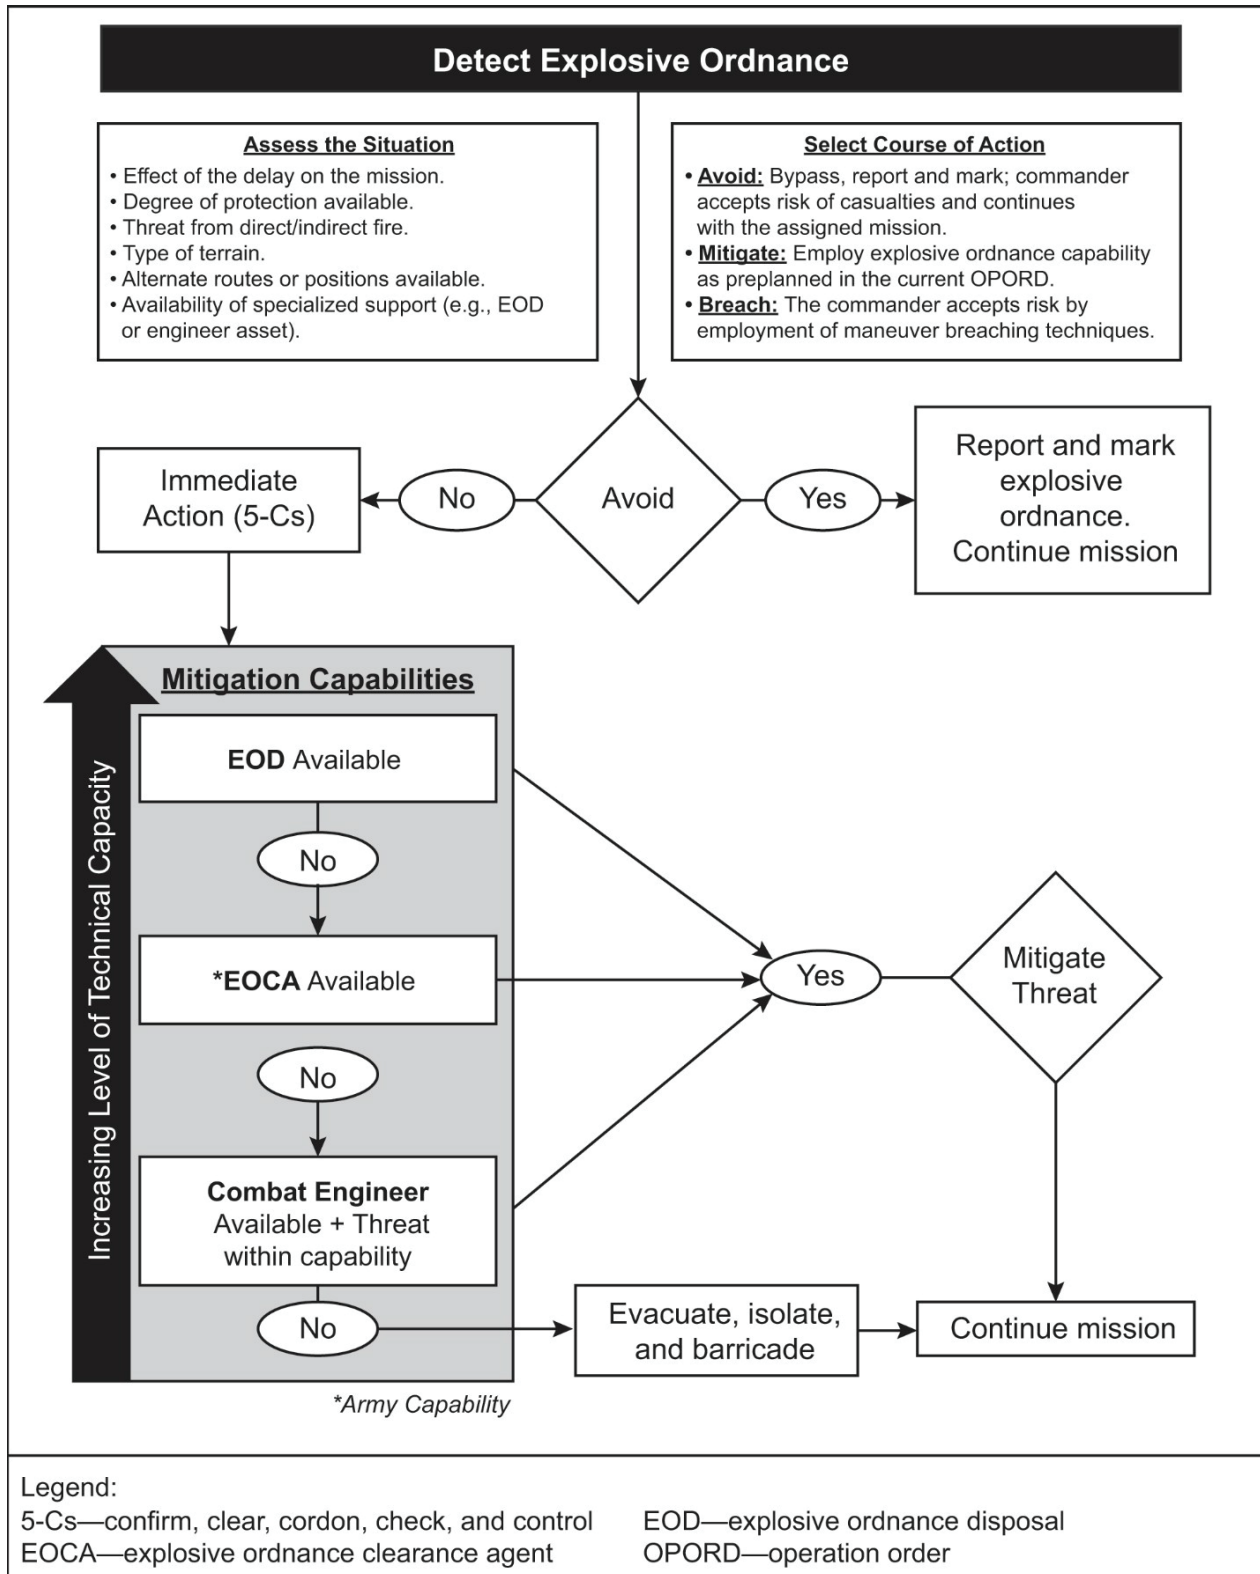 Detect Explosive Ordnance
Assess the Situation
• Effect of the delay on the mission.
• Degree of protection available.
• Threat from direct/indirect fire.
• Type of terrain.
• Alternate routes or positions available.
• Availability of specialized support (e.g., EOD
or engineer asset).
Select Course of Action
• Avoid: Bypass, report and mark; commander
accepts risk of casualties and continues
with the assigned mission.
• Mitigate: Employ explosive ordnance capability
as preplanned in the current OPORD.
• Breach: The commander accepts risk by
employment of maneuver breaching techniques.
Immediate
Action (5-Cs)
No
Avoid
Yes
Report and mark
explosive
ordnance.
Continue mission
Increasing Level of Technical Capacity
Mitigation Capabilities
EOD Available
No
*EOCA Available
No
Combat Engineer
Available + Threat
within capability
No
Yes
Mitigate
Threat
Evacuate, isolate,
and barricade
Continue mission
*Army Capability
Legend:
5-Cs—confirm, clear, cordon, check, and control
EOCA—explosive ordnance clearance agent
EOD—explosive ordnance disposal
OPORD—operation order